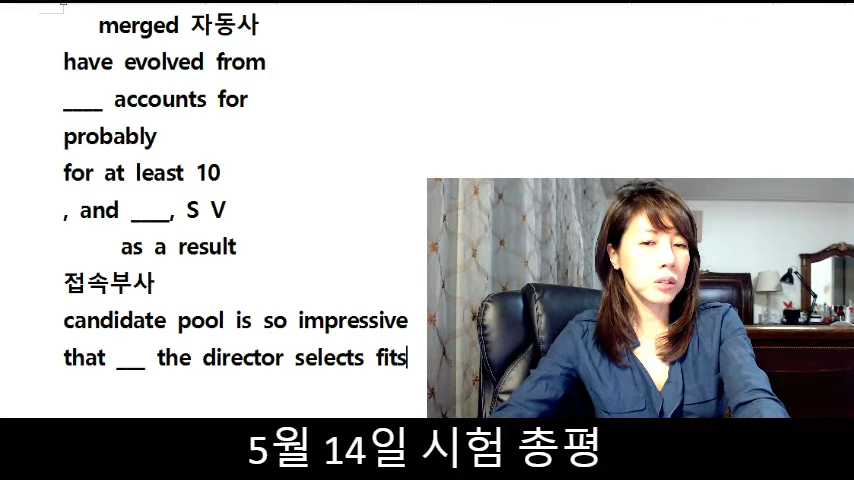 merged 자동사
have evolved from
____ accounts for
probably
for at least 10
, and ____, S V
as a result
접속부사
candidate pool is so impressive
that ___ the director selects fits
5월 14일 시험 총평